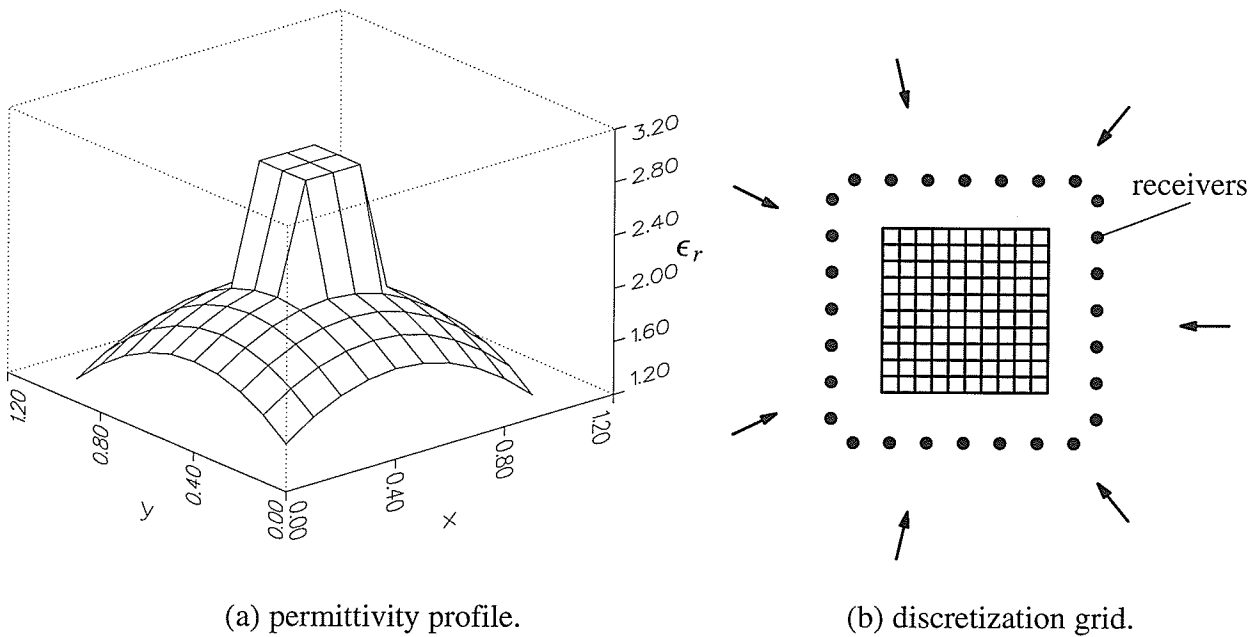 3.20
2.80
2.40
ϵr
2.00
1.60
1.20
1.20
0.80
0.40
0.00
y
0.00
0.40
0.80
1.20
x
receivers
(a) permittivity profile.
(b) discretization grid.